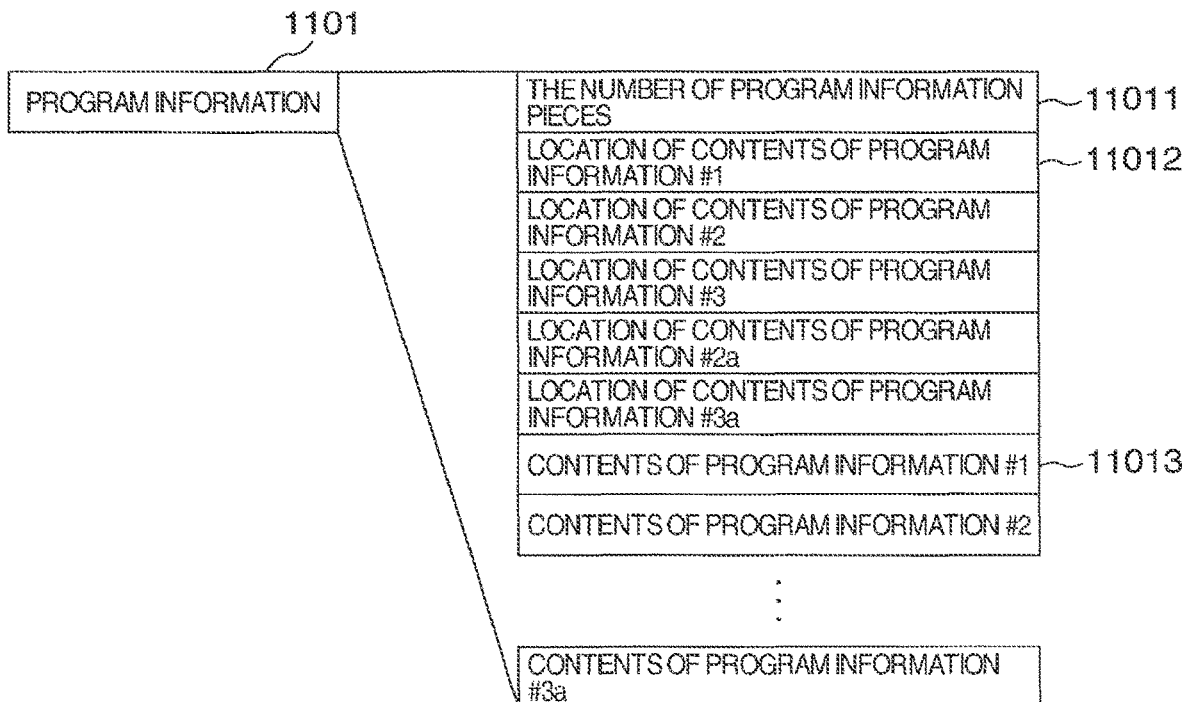 1101
PROGRAM INFORMATION
THE NUMBER OF PROGRAM INFORMATION
PIECES
11011
LOCATION OF CONTENTS OF PROGRAM
INFORMATION #1
11012
LOCATION OF CONTENTS OF PROGRAM
INFORMATION #2
LOCATION OF CONTENTS OF PROGRAM
INFORMATION #3
LOCATION OF CONTENTS OF PROGRAM
INFORMATION #2a
LOCATION OF CONTENTS OF PROGRAM
INFORMATION #3a
CONTENTS OF PROGRAM INFORMATION #1
11013
CONTENTS OF PROGRAM INFORMATION #2
CONTENTS OF PROGRAM INFORMATION
#3a